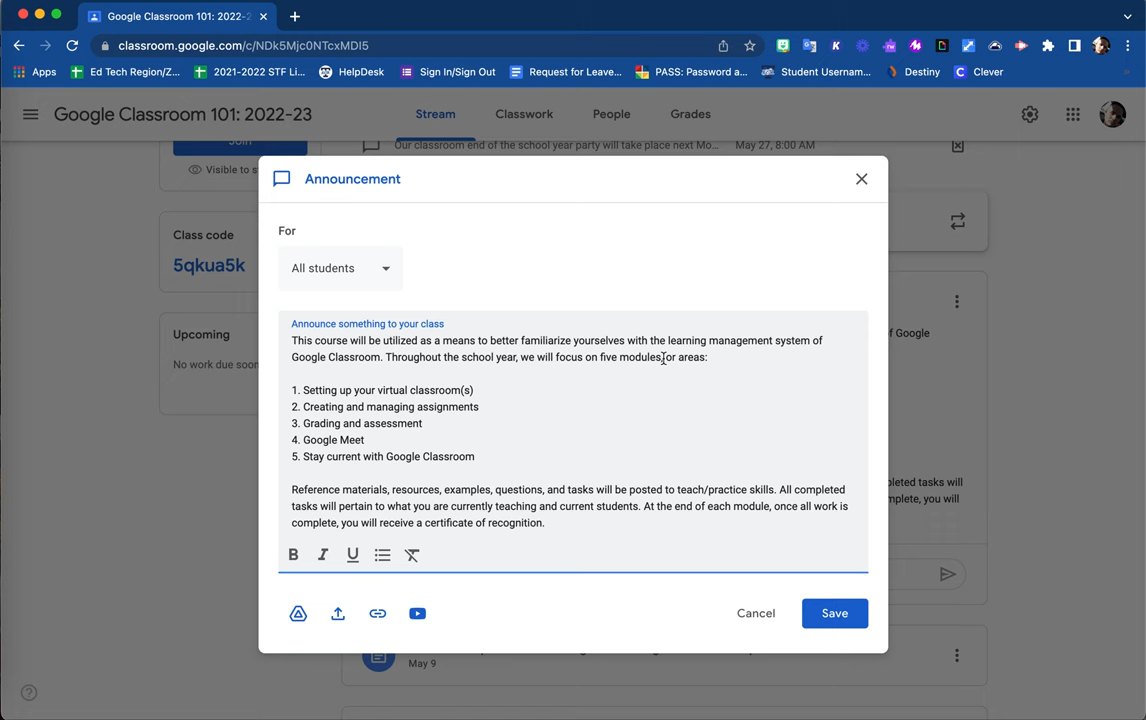 Google Classroom 101: 2022-2
classroom.google.com/c/NDk5Mjc0NTcxMDI5
Apps Ed Tech Region/Z... 2021-2022 STF Li... HelpDesk Sign In/Sign Out Request for Leave... PASS: Password a... Student Usernam... Destiny Clever
Google Classroom 101: 2022-23 Stream Classwork People Grades
Join Our classroom end of the school year party will take place next Mo... May 27, 8:00 AM
Visible to s
Announcement
For
Class code
5qkua5k
All students
Announce something to your class
Upcoming
No work due soon
This course will be utilized as a means to better familiarize yourselves with the learning management system of
Google Classroom. Throughout the school year, we will focus on five modules/or areas:
1. Setting up your virtual classroom(s)
2. Creating and managing assignments
3. Grading and assessment
4. Google Meet
5. Stay current with Google Classroom
Reference materials, resources, examples, questions, and tasks will be posted to teach/practice skills. All completed
tasks will pertain to what you are currently teaching and current students. At the end of each module, once all work is
complete, you will receive a certificate of recognition.
of Google
pleted tasks will
mplete, you will
B I U
Cancel Save
May 9